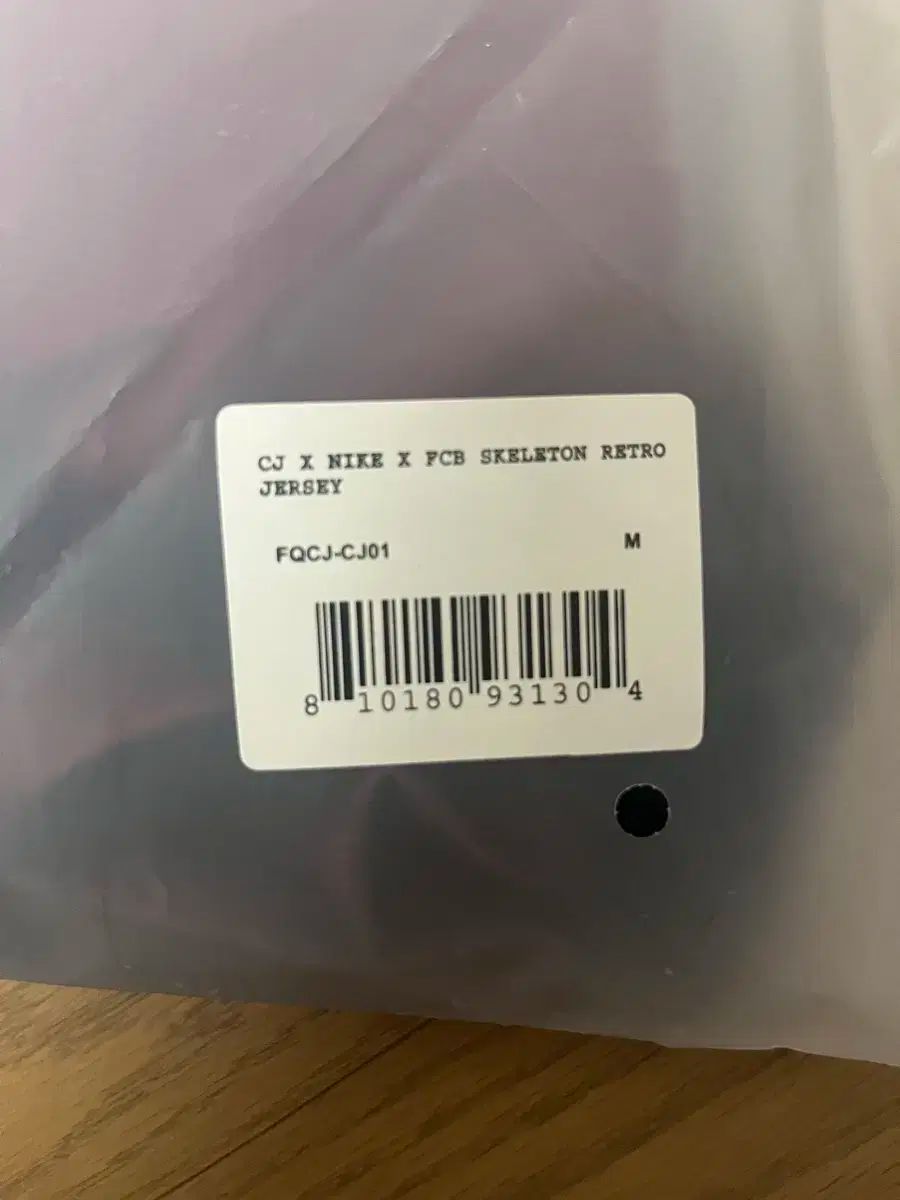 CJ X NIKE X FCB SKELETON RETRO
JERSEY
FQCJ-CJ01 M
8 10180 93130 4